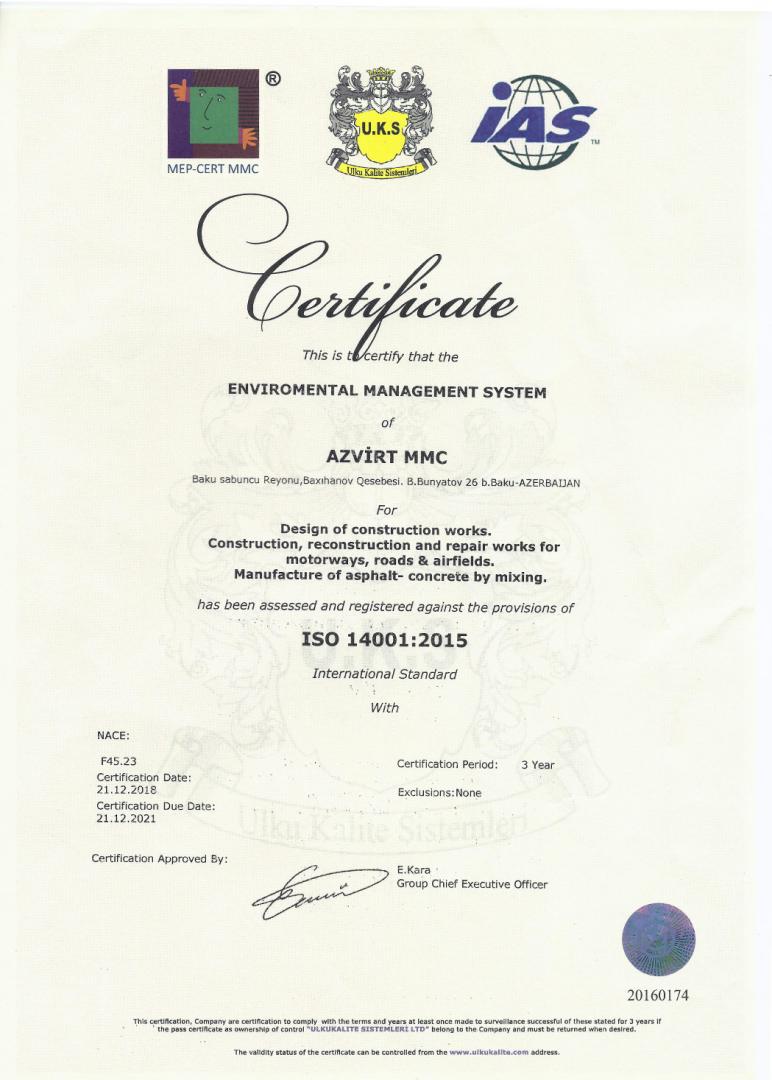 ®
MEP-CERT MMC
U.K.S
Ulku Kalite Sistemleri
iAS
TM
Certificate
This is to certify that the
ENVIROMENTAL MANAGEMENT SYSTEM
of
AZVİRT MMC
Baku sabuncu Reyonu,Baxıhanov Qesebesi. B.Bunyatov 26 b.Baku-AZERBAIJAN
For
Design of construction works.
Construction, reconstruction and repair works for
motorways, roads & airfields.
Manufacture of asphalt- concrete by mixing.
has been assessed and registered against the provisions of
U.K.S
ISO 14001:2015
International Standard
With
NACE:
F45.23
Certification Period: 3 Year
Certification Date:
21.12.2018
Exclusions:None
Certification Due Date:
21.12.2021
Ulku Kalite Sistemleri
Certification Approved By:
E.Kara
Group Chief Executive Officer
20160174
This certification, Company are certification to comply with the terms and years at least once made to surveillance successful of these stated for 3 years if
the pass certificate as ownership of control "ULKUKALITE SISTEMLERİ LTD" belong to the Company and must be returned when desired.
The validity status of the certificate can be controlled from the www.ulkukalite.com address.